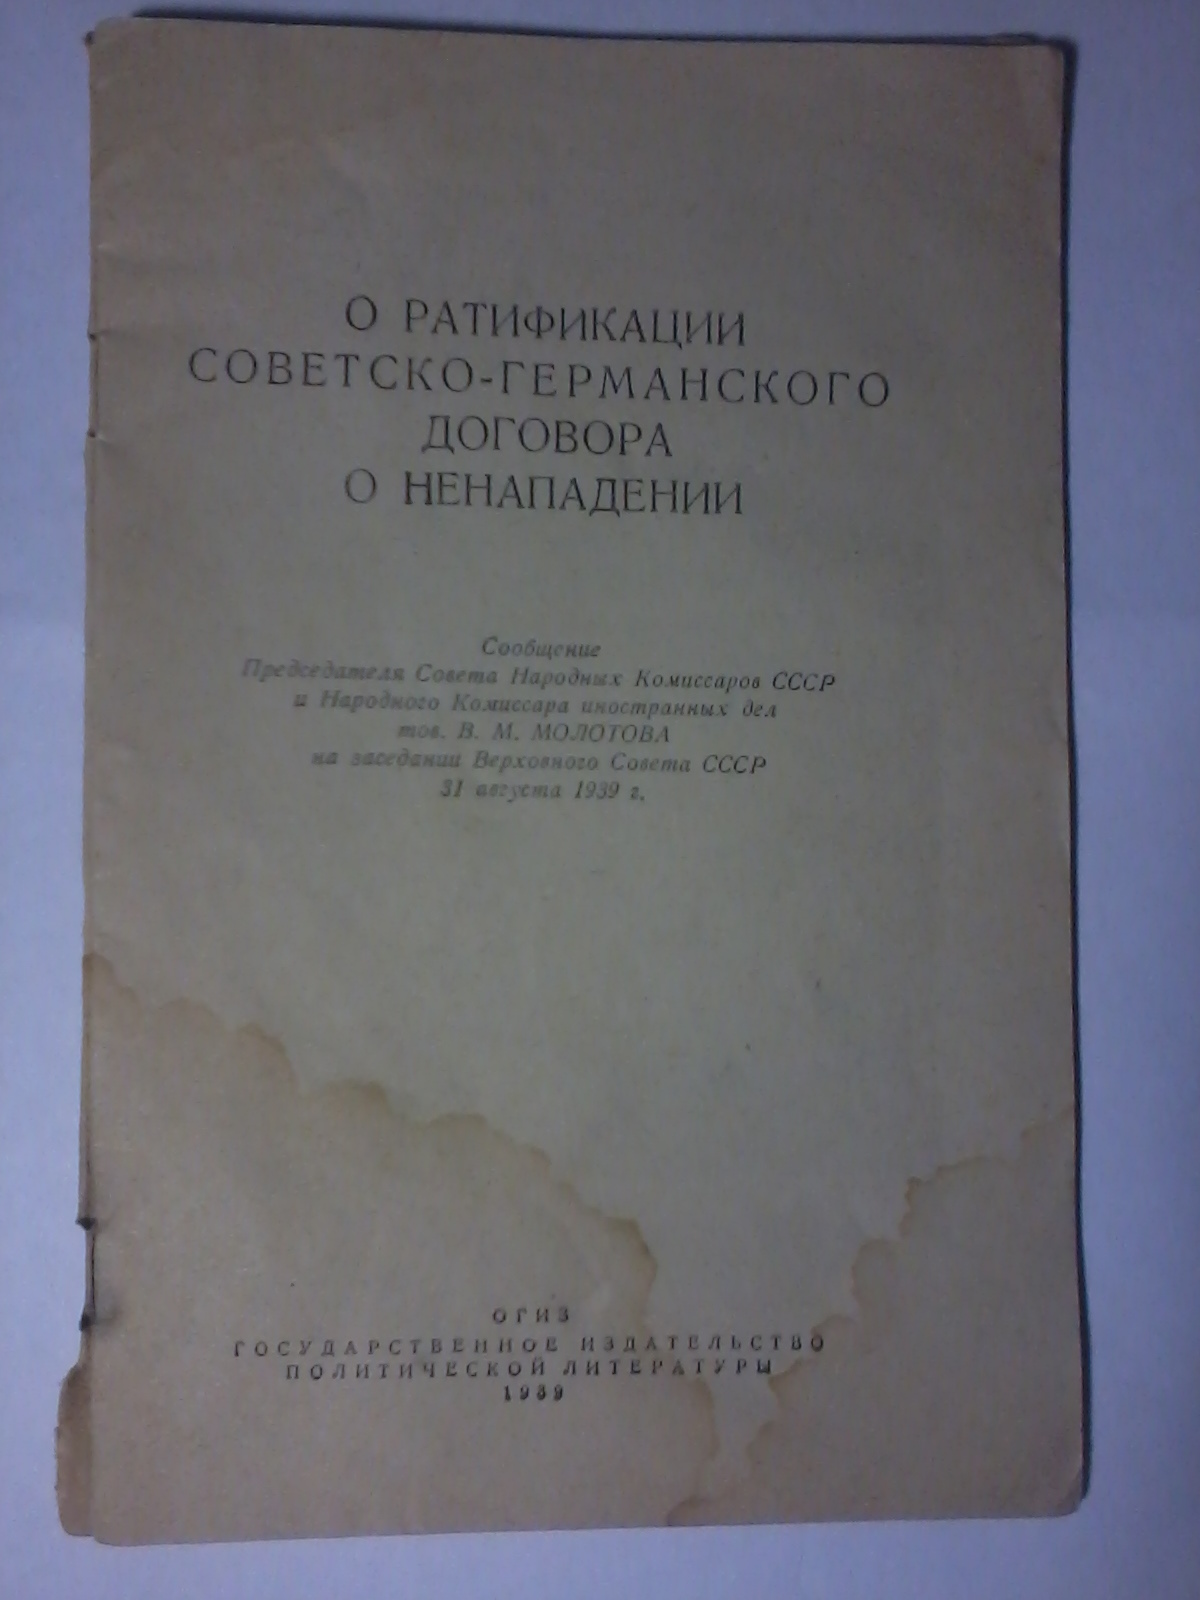 О РАТИФИКАЦИИ
СОВЕТСКО-ГЕРМАНСКОГО
ДОГОВОРА
О НЕНАПАДЕНИИ
Сообщение
Председателя Совета Народных Комиссаров СССР
и Народного Комиссара иностранных дел
тов. В. М. МОЛОТОВА
на заседании Верховного Совета СССР
31 августа 1939 г.
ОГИЗ
ГОСУДАРСТВЕННОЕ ИЗДАТЕЛЬСТВО
ПОЛИТИЧЕСКОЙ ЛИТЕРАТУРЫ
1939